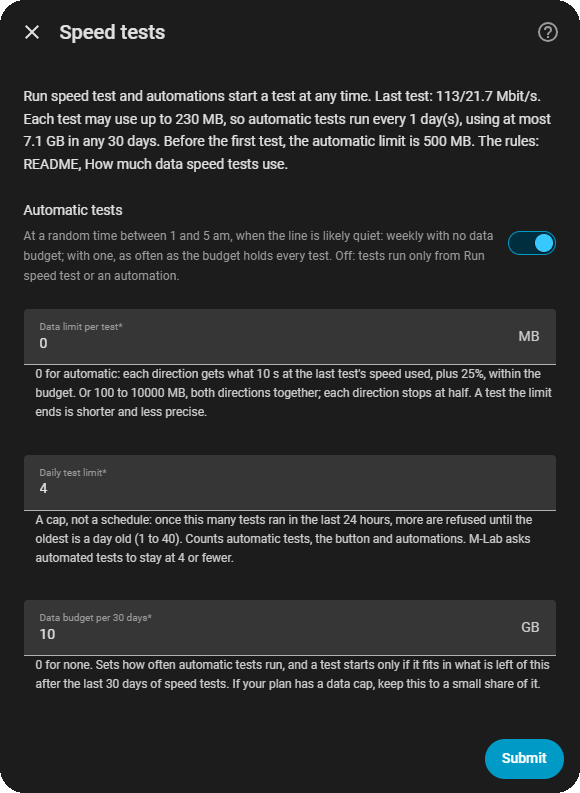 Speed tests
Run speed test and automations start a test at any time. Last test: 113/21.7 Mbit/s.
Each test may use up to 230 MB, so automatic tests run every 1 day(s), using at most
7.1 GB in any 30 days. Before the first test, the automatic limit is 500 MB. The rules:
README, How much data speed tests use.
Automatic tests
At a random time between 1 and 5 am, when the line is likely quiet: weekly with no data
budget; with one, as often as the budget holds every test. Off: tests run only from Run
speed test or an automation.
Data limit per test*
0
MB
0 for automatic: each direction gets what 10 s at the last test's speed used, plus 25%, within the
budget. Or 100 to 10000 MB, both directions together; each direction stops at half. A test the limit
ends is shorter and less precise.
Daily test limit*
4
A cap, not a schedule: once this many tests ran in the last 24 hours, more are refused until the
oldest is a day old (1 to 40). Counts automatic tests, the button and automations. M-Lab asks
automated tests to stay at 4 or fewer.
Data budget per 30 days*
10
GB
0 for none. Sets how often automatic tests run, and a test starts only if it fits in what is left of this
after the last 30 days of speed tests. If your plan has a data cap, keep this to a small share of it.
Submit